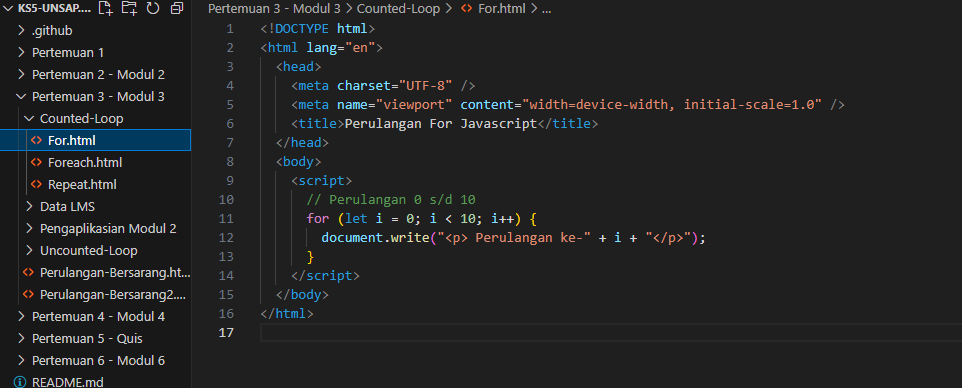 KS5-UNSAP....
.github
Pertemuan 1
Pertemuan 2 - Modul 2
Pertemuan 3 - Modul 3
Counted-Loop
For.html
Foreach.html
Repeat.html
Data LMS
Pengaplikasian Modul 2
Uncounted-Loop
Perulangan-Bersarang.ht...
Perulangan-Bersarang2....
Pertemuan 4 - Modul 4
Pertemuan 5 - Quis
Pertemuan 6 - Modul 6
README.md
Pertemuan 3 - Modul 3 > Counted-Loop > <> For.html > ...
1 <!DOCTYPE html>
2 <html lang="en">
3 <head>
4 <meta charset="UTF-8" />
5 <meta name="viewport" content="width=device-width, initial-scale=1.0" />
6 <title>Perulangan For Javascript</title>
7 </head>
8 <body>
9 <script>
10 // Perulangan 0 s/d 10
11 for (let i = 0; i < 10; i++) {
12 document.write("<p> Perulangan ke-" + i + "</p>");
13 }
14 </script>
15 </body>
16 </html>
17